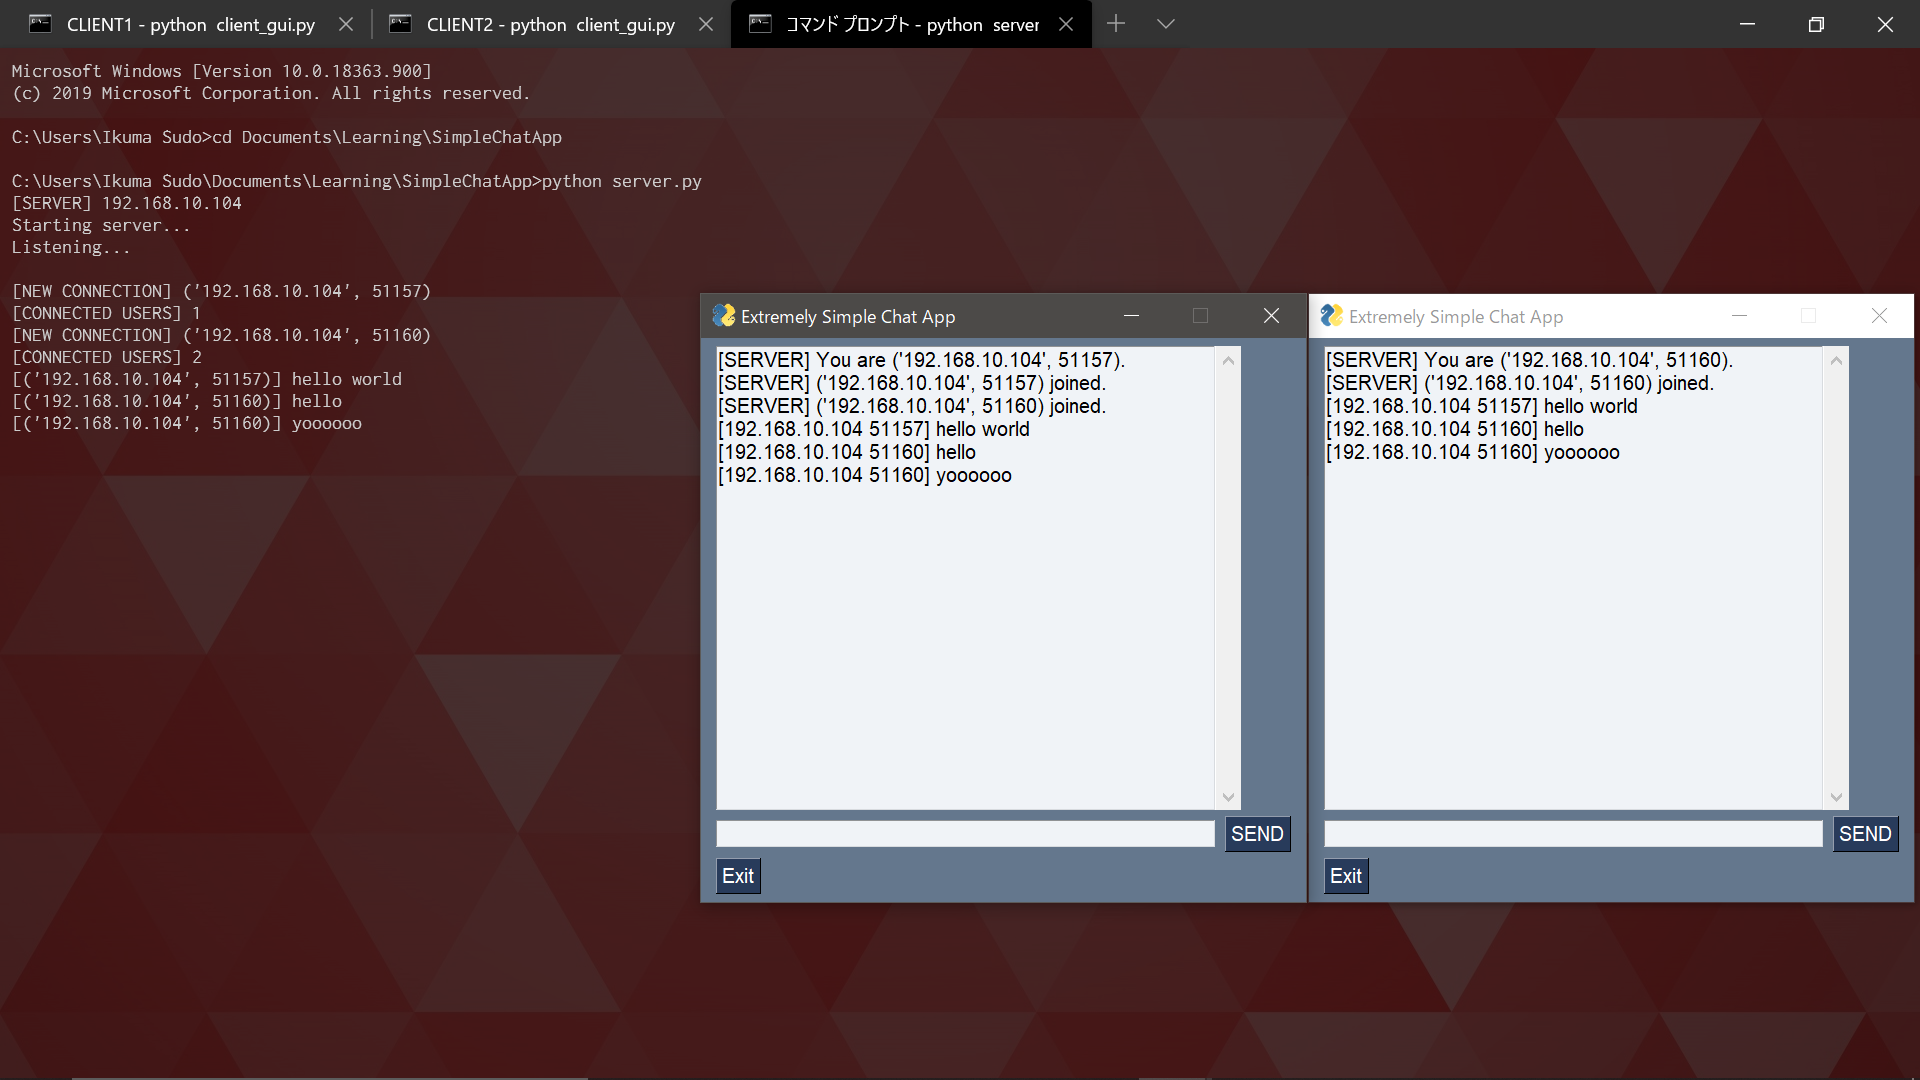 CLIENT1 - python  client_gui.py
CLIENT2 - python  client_gui.py
コマンド プロンプト - python  server
Microsoft Windows [Version 10.0.18363.900]
(c) 2019 Microsoft Corporation. All rights reserved.
C:\Users\Ikuma Sudo>cd Documents\Learning\SimpleChatApp
C:\Users\Ikuma Sudo\Documents\Learning\SimpleChatApp>python server.py
[SERVER] 192.168.10.104
Starting server...
Listening...
[NEW CONNECTION] ('192.168.10.104', 51157)
[CONNECTED USERS] 1
[NEW CONNECTION] ('192.168.10.104', 51160)
[CONNECTED USERS] 2
[('192.168.10.104', 51157)] hello world
[('192.168.10.104', 51160)] hello
[('192.168.10.104', 51160)] yoooooo
Extremely Simple Chat App
[SERVER] You are ('192.168.10.104', 51157).
[SERVER] ('192.168.10.104', 51157) joined.
[SERVER] ('192.168.10.104', 51160) joined.
[192.168.10.104 51157] hello world
[192.168.10.104 51160] hello
[192.168.10.104 51160] yoooooo
SEND
Exit
Extremely Simple Chat App
[SERVER] You are ('192.168.10.104', 51160).
[SERVER] ('192.168.10.104', 51160) joined.
[192.168.10.104 51157] hello world
[192.168.10.104 51160] hello
[192.168.10.104 51160] yoooooo
SEND
Exit